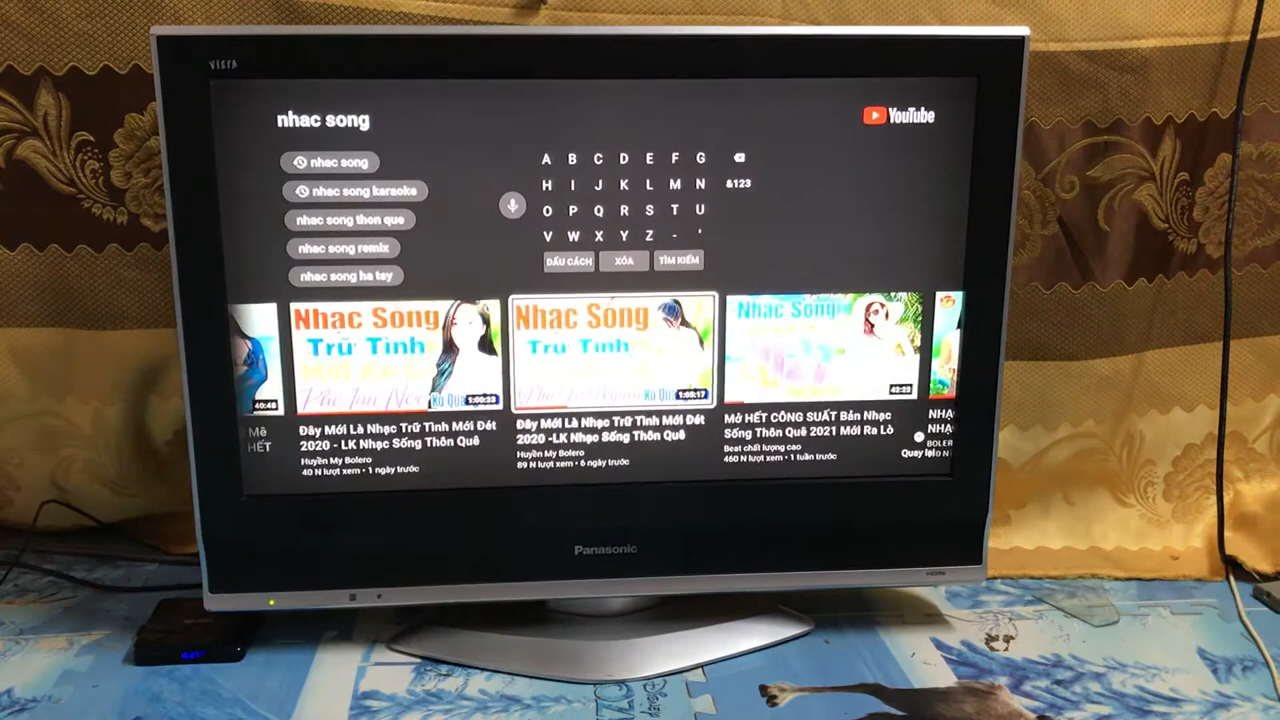 VIERA
nhac song
YouTube
nhac song
nhac song karaoke
nhac song thon que
nhac song remix
nhac song ha tay
A B C D E F G
H I J K L M N &123
O P Q R S T U
V W X Y Z - '
DẤU CÁCH XÓA TÌM KIẾM
40:48
Mê
HẾT
Nhạc Sống
Trữ Tình
1:00:23
Đây Mới Là Nhạc Trữ Tình Mới Đét
2020 - LK Nhạc Sống Thôn Quê
Huyền My Bolero
40 N lượt xem • 1 ngày trước
Nhạc Sống
Trữ Tình
1:08:17
Đây Mới Là Nhạc Trữ Tình Mới Đét
2020 -LK Nhạc Sống Thôn Quê
Huyền My Bolero
89 N lượt xem • 6 ngày trước
Nhạc Sống
42:22
Mở HẾT CÔNG SUẤT Bản Nhạc
Sống Thôn Quê 2021 Mới Ra Lò
Beat chất lượng cao
460 N lượt xem • 1 tuần trước
NHẠ
NHẠ
BOLER
Quay lại
Panasonic
HDMI